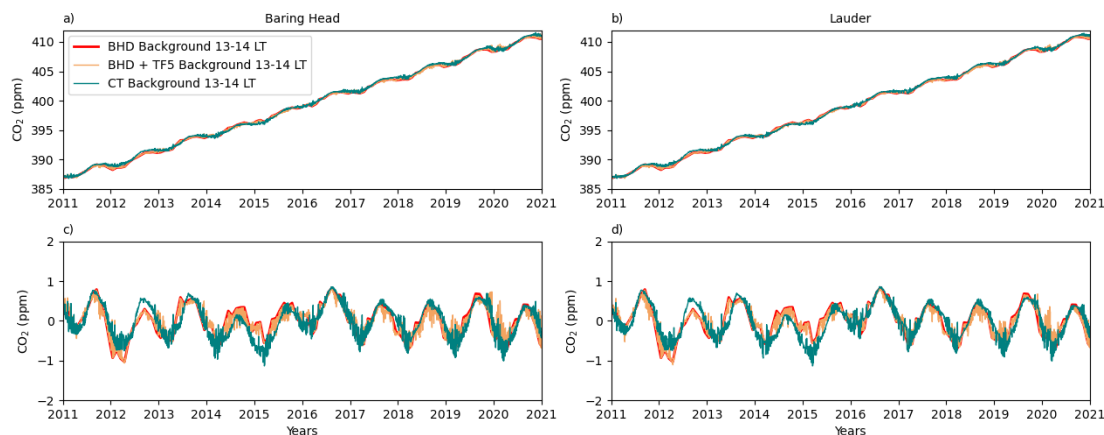 a) Baring Head
b) Lauder
CO₂ (ppm)
410
405
400
395
390
385
BHD Background 13-14 LT
BHD + TF5 Background 13-14 LT
CT Background 13-14 LT
2011 2012 2013 2014 2015 2016 2017 2018 2019 2020 2021
CO₂ (ppm)
410
405
400
395
390
385
2011 2012 2013 2014 2015 2016 2017 2018 2019 2020 2021
c)
CO₂ (ppm)
2
1
0
−1
−2
2011 2012 2013 2014 2015 2016 2017 2018 2019 2020 2021
Years
d)
CO₂ (ppm)
2
1
0
−1
−2
2011 2012 2013 2014 2015 2016 2017 2018 2019 2020 2021
Years